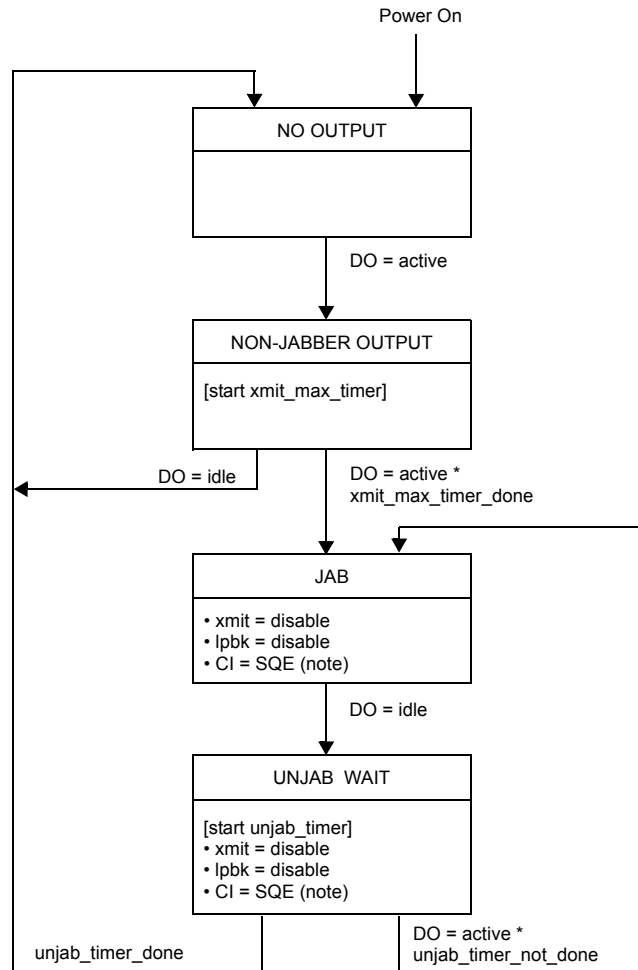 Power On
NO OUTPUT
DO = active
NON-JABBER OUTPUT
[start xmit_max_timer]
DO = idle
DO = active *
xmit_max_timer_done
JAB
• xmit = disable
• lpbk = disable
• CI = SQE (note)
DO = idle
UNJAB WAIT
[start unjab_timer]
• xmit = disable
• lpbk = disable
• CI = SQE (note)
unjab_timer_done
DO = active *
unjab_timer_not_done